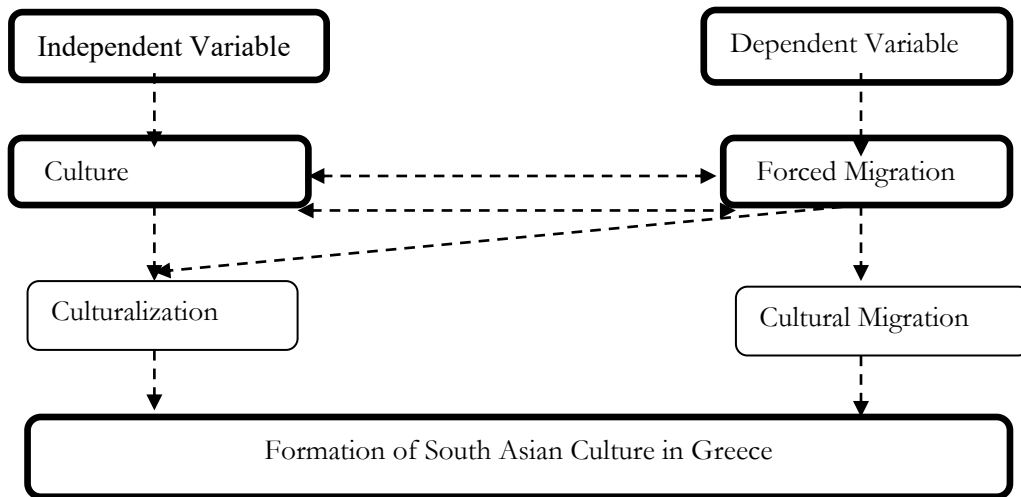 Independent Variable
Dependent Variable
Culture
Forced Migration
Culturalization
Cultural Migration
Formation of South Asian Culture in Greece